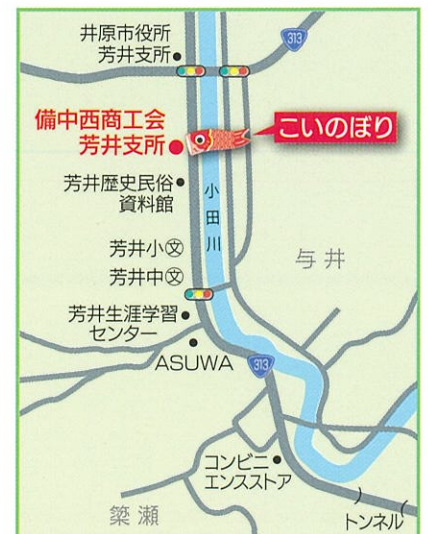 井原市役所
芳井支所
313
備中西商工会
芳井支所
こいのぼり
芳井歴史民俗
資料館
小田川
与井
芳井小文
芳井中文
芳井生涯学習
センター
ASUWA
313
コンビニ
エンスストア
簗瀬
トンネル